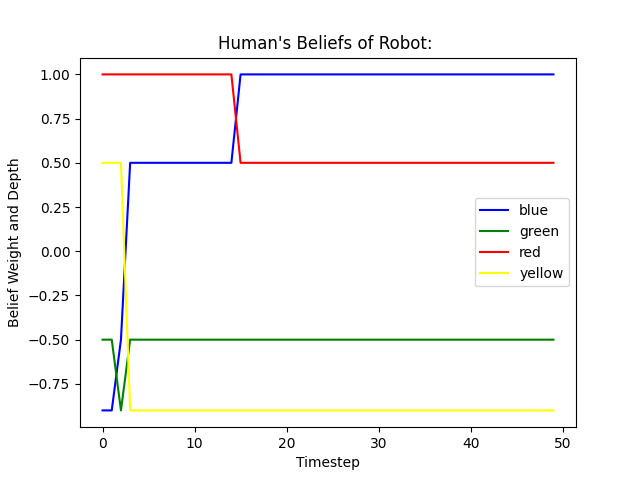 Human's Beliefs of Robot:
Belief Weight and Depth
1.00
0.75
0.50
0.25
0.00
−0.25
−0.50
−0.75
blue
green
red
yellow
0 10 20 30 40 50
Timestep